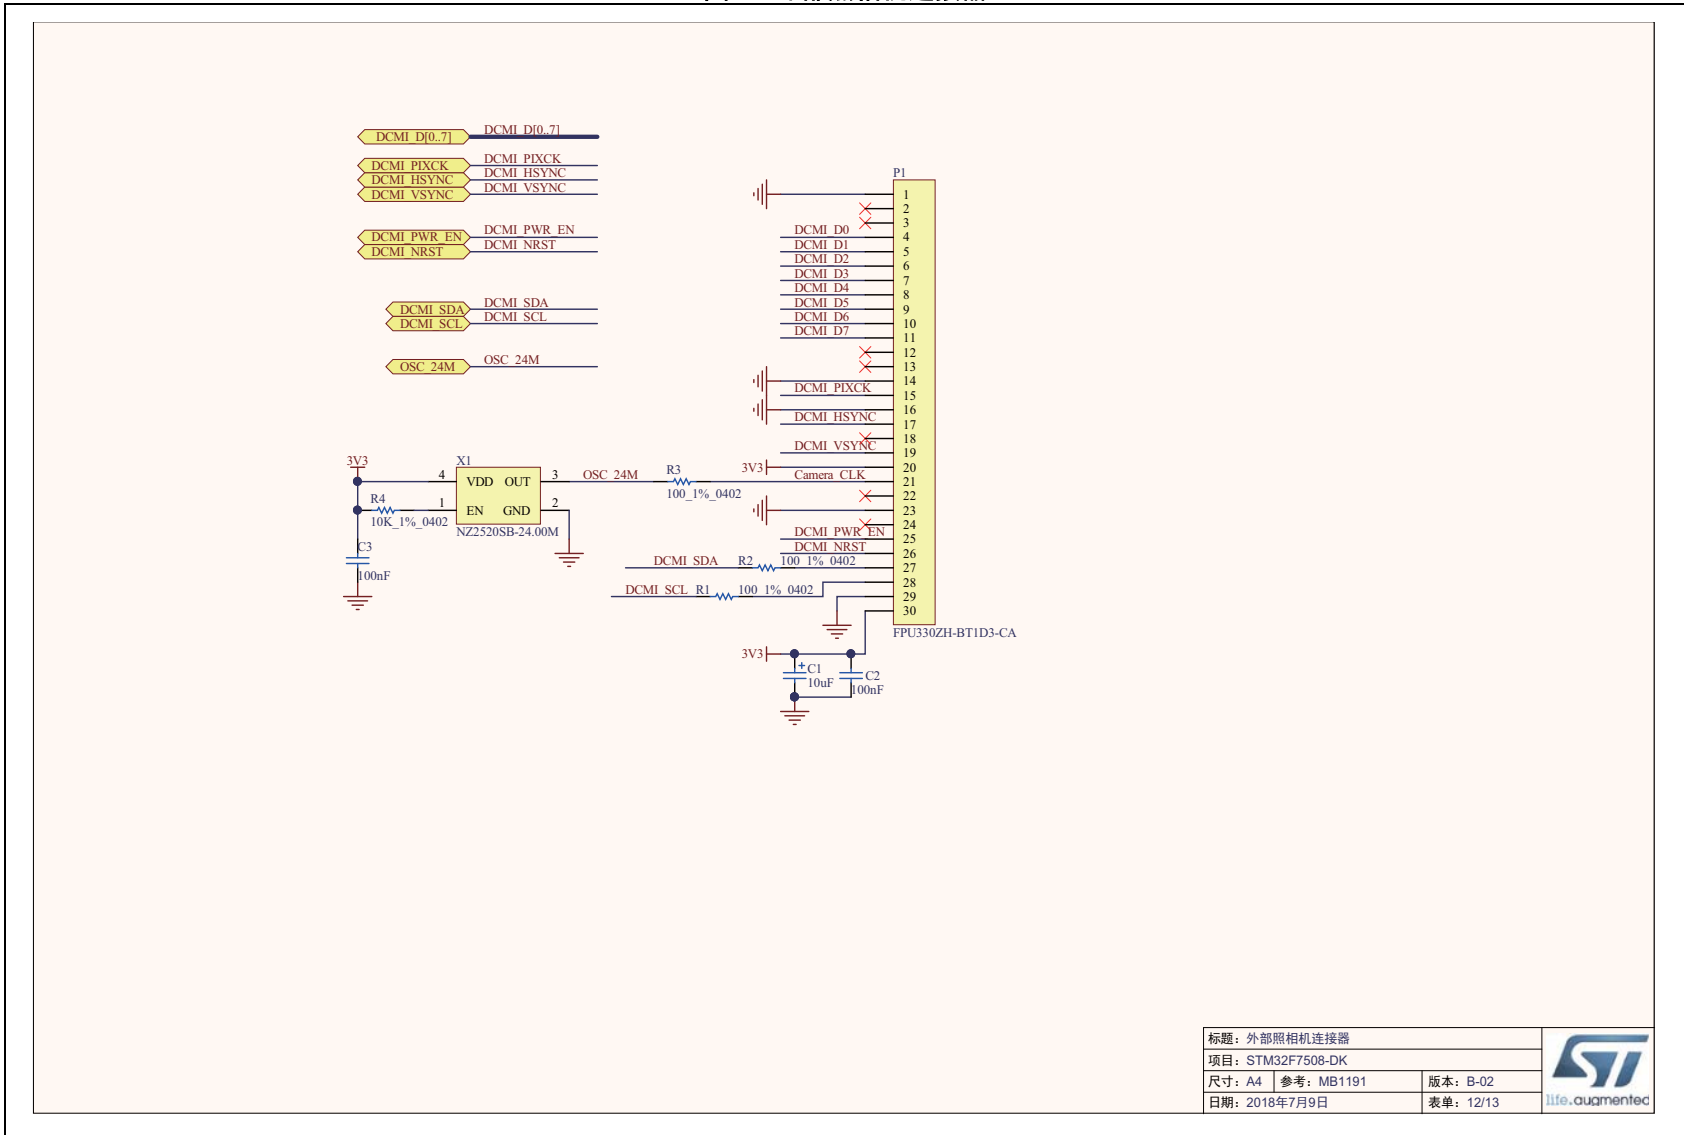 DCMI_D[0..7] DCMI_D[0..7]
DCMI_PIXCK DCMI_PIXCK
DCMI_HSYNC DCMI_HSYNC
DCMI_VSYNC DCMI_VSYNC
DCMI_PWR_EN DCMI_PWR_EN
DCMI_NRST DCMI_NRST
DCMI_SDA DCMI_SDA
DCMI_SCL DCMI_SCL
OSC_24M OSC_24M
P1
1
2
3
DCMI_D0 4
DCMI_D1 5
DCMI_D2 6
DCMI_D3 7
DCMI_D4 8
DCMI_D5 9
DCMI_D6 10
DCMI_D7 11
12
13
14
DCMI_PIXCK 15
16
DCMI_HSYNC 17
18
DCMI_VSYNC 19
3V3 20
Camera_CLK 21
22
23
24
DCMI_PWR_EN 25
DCMI_NRST 26
DCMI_SDA R2 100_1%_0402 27
28
DCMI_SCL R1 100_1%_0402 29
30
FPU330ZH-BT1D3-CA
3V3 X1
4 VDD OUT 3 OSC_24M R3
100_1%_0402
R4 1 EN GND 2
10K_1%_0402 NZ2520SB-24.00M
C3
100nF
3V3 + C1 C2
10uF 100nF
标题：外部照相机连接器
项目：STM32F7508-DK
尺寸：A4 参考：MB1191 版本：B-02
日期：2018年7月9日 表单：12/13
life.augmented